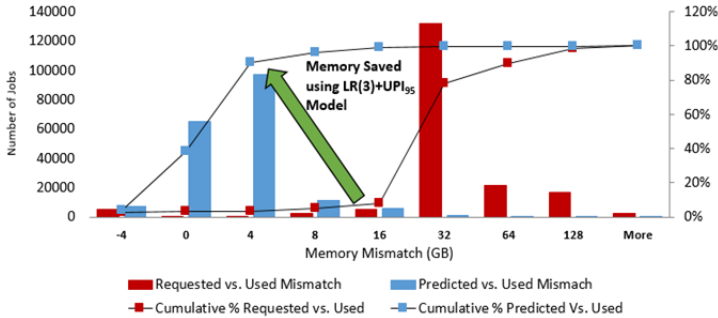 140000
120000
100000
80000
60000
40000
20000
0
Number of Jobs
120%
100%
80%
60%
40%
20%
0%
Memory Saved
using LR(3)+UPI95
Model
-4 0 4 8 16 32 64 128 More
Memory Mismatch (GB)
Requested vs. Used Mismatch Predicted vs. Used Mismach
Cumulative % Requested vs. Used Cumulative % Predicted Vs. Used